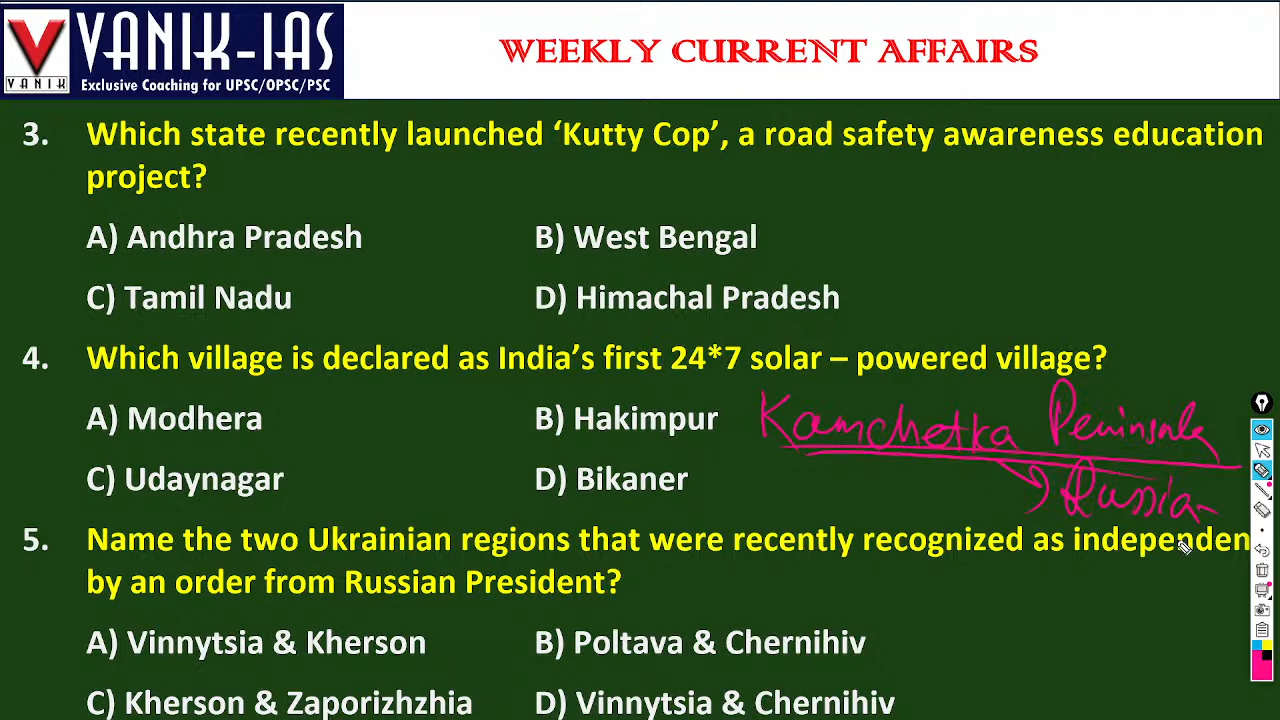 VANIK-IAS
VANIK
Exclusive Coaching for UPSC/OPSC/PSC
WEEKLY CURRENT AFFAIRS
3. Which state recently launched ‘Kutty Cop’, a road safety awareness education
project?
A) Andhra Pradesh B) West Bengal
C) Tamil Nadu D) Himachal Pradesh
4. Which village is declared as India’s first 24*7 solar – powered village?
A) Modhera B) Hakimpur
Kamchetka Peninsula
C) Udaynagar D) Bikaner
Russia
5. Name the two Ukrainian regions that were recently recognized as independen
by an order from Russian President?
A) Vinnytsia & Kherson B) Poltava & Chernihiv
C) Kherson & Zaporizhzhia D) Vinnytsia & Chernihiv